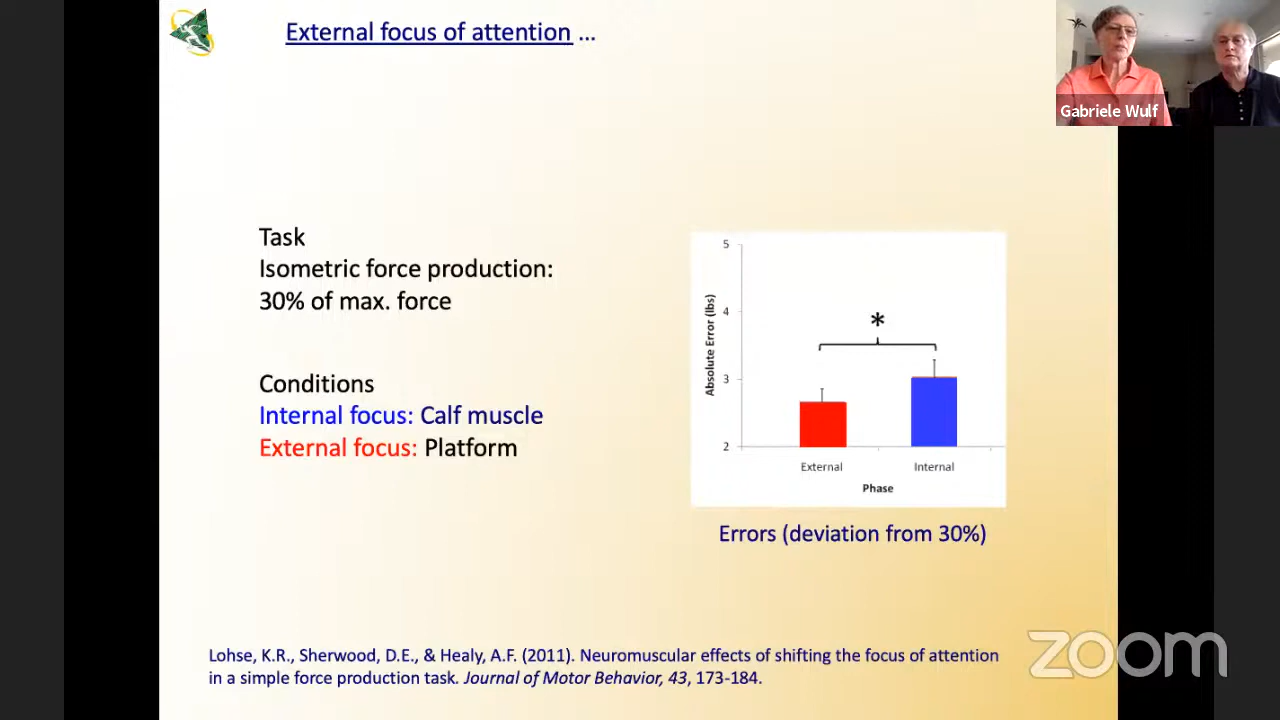 External focus of attention ...
Gabriele Wulf
Task
Isometric force production:
30% of max. force
Conditions
Internal focus: Calf muscle
External focus: Platform
5
4
3
2
Absolute Error (lbs)
*
External
Internal
Phase
Errors (deviation from 30%)
Lohse, K.R., Sherwood, D.E., & Healy, A.F. (2011). Neuromuscular effects of shifting the focus of attention
in a simple force production task. Journal of Motor Behavior, 43, 173-184.
zoom